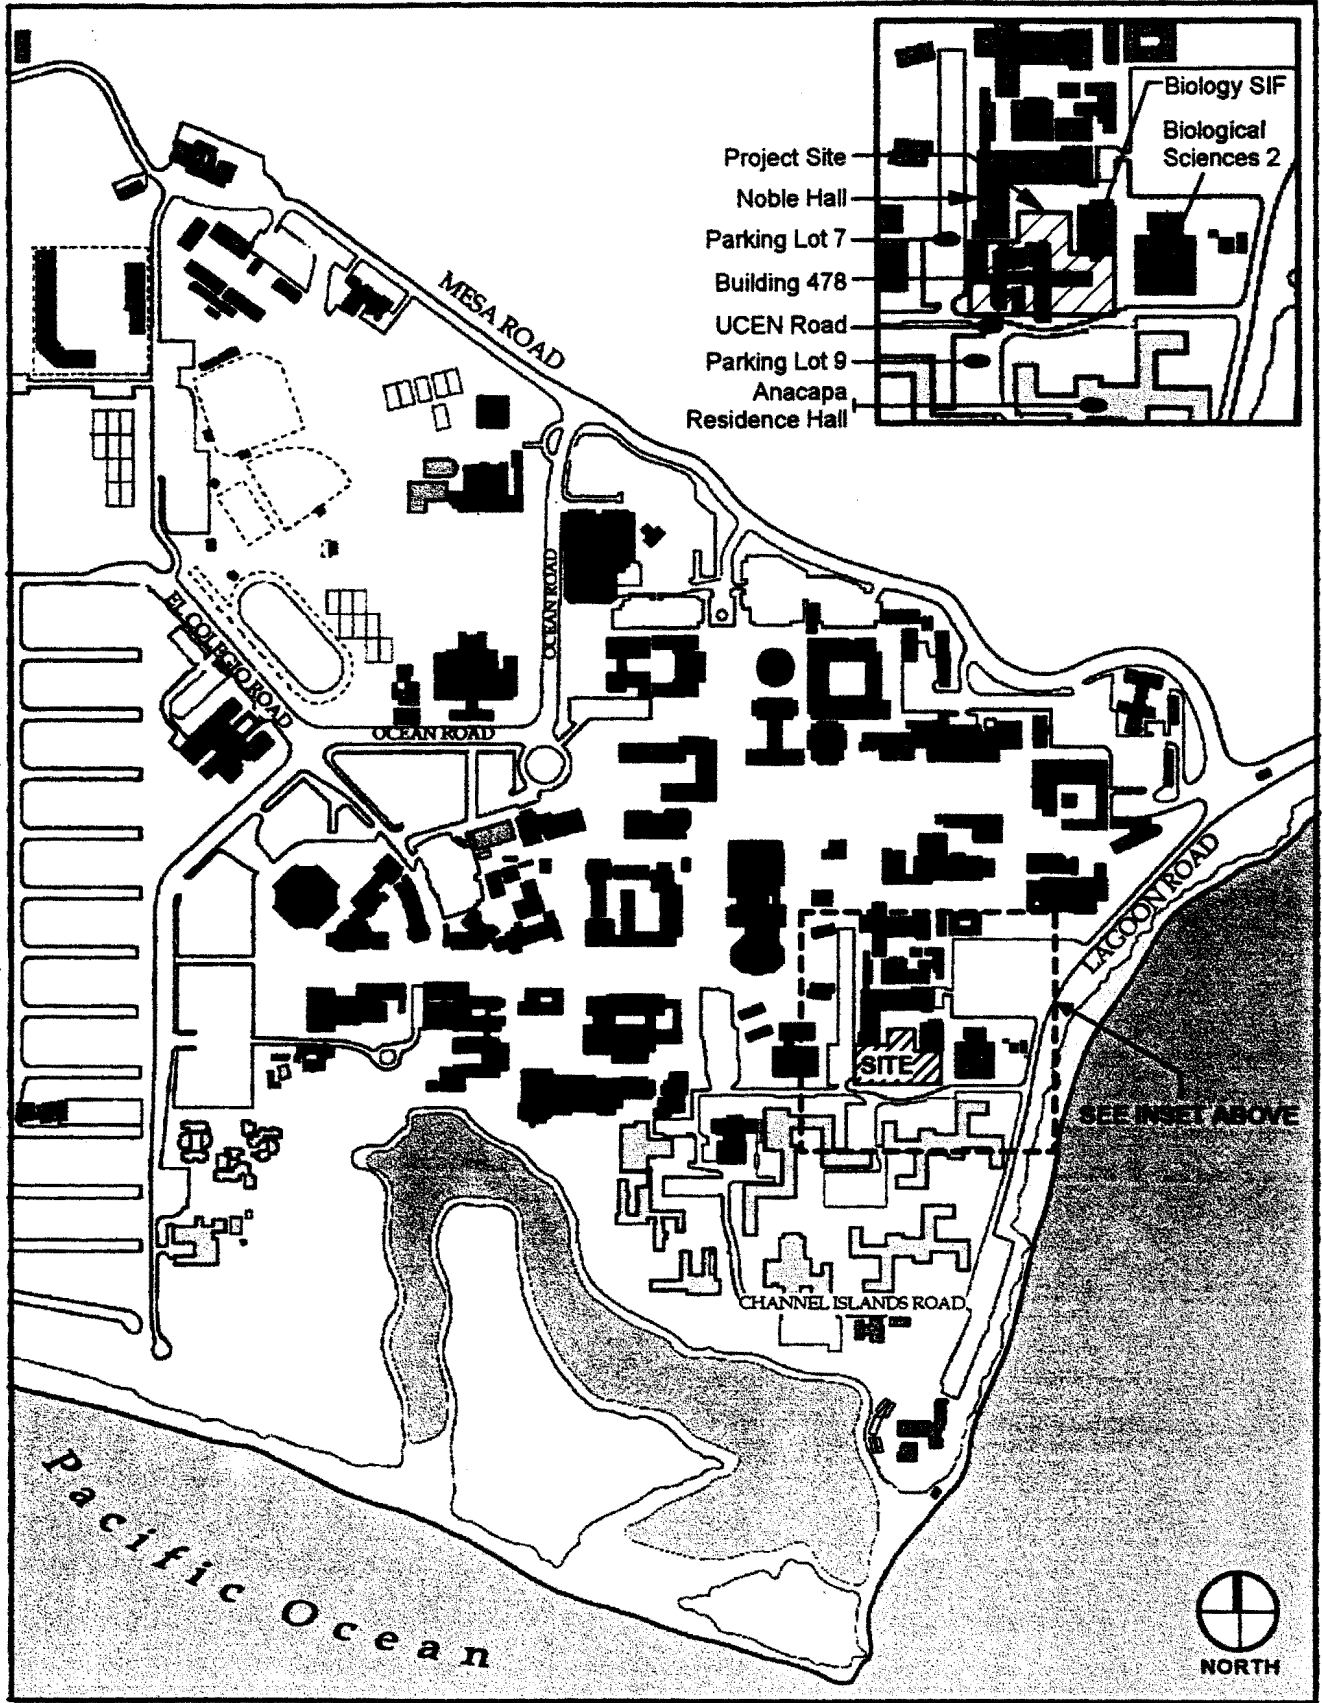 Biology SIF
Biological
Sciences 2
Project Site
Noble Hall
Parking Lot 7
Building 478
UCEN Road
Parking Lot 9
Anacapa
Residence Hall
MESA ROAD
OCEAN ROAD
EL COLEGIO ROAD
OCEAN ROAD
LAGOON ROAD
SITE
SEE INSET ABOVE
CHANNEL ISLANDS ROAD
Pacific Ocean
NORTH